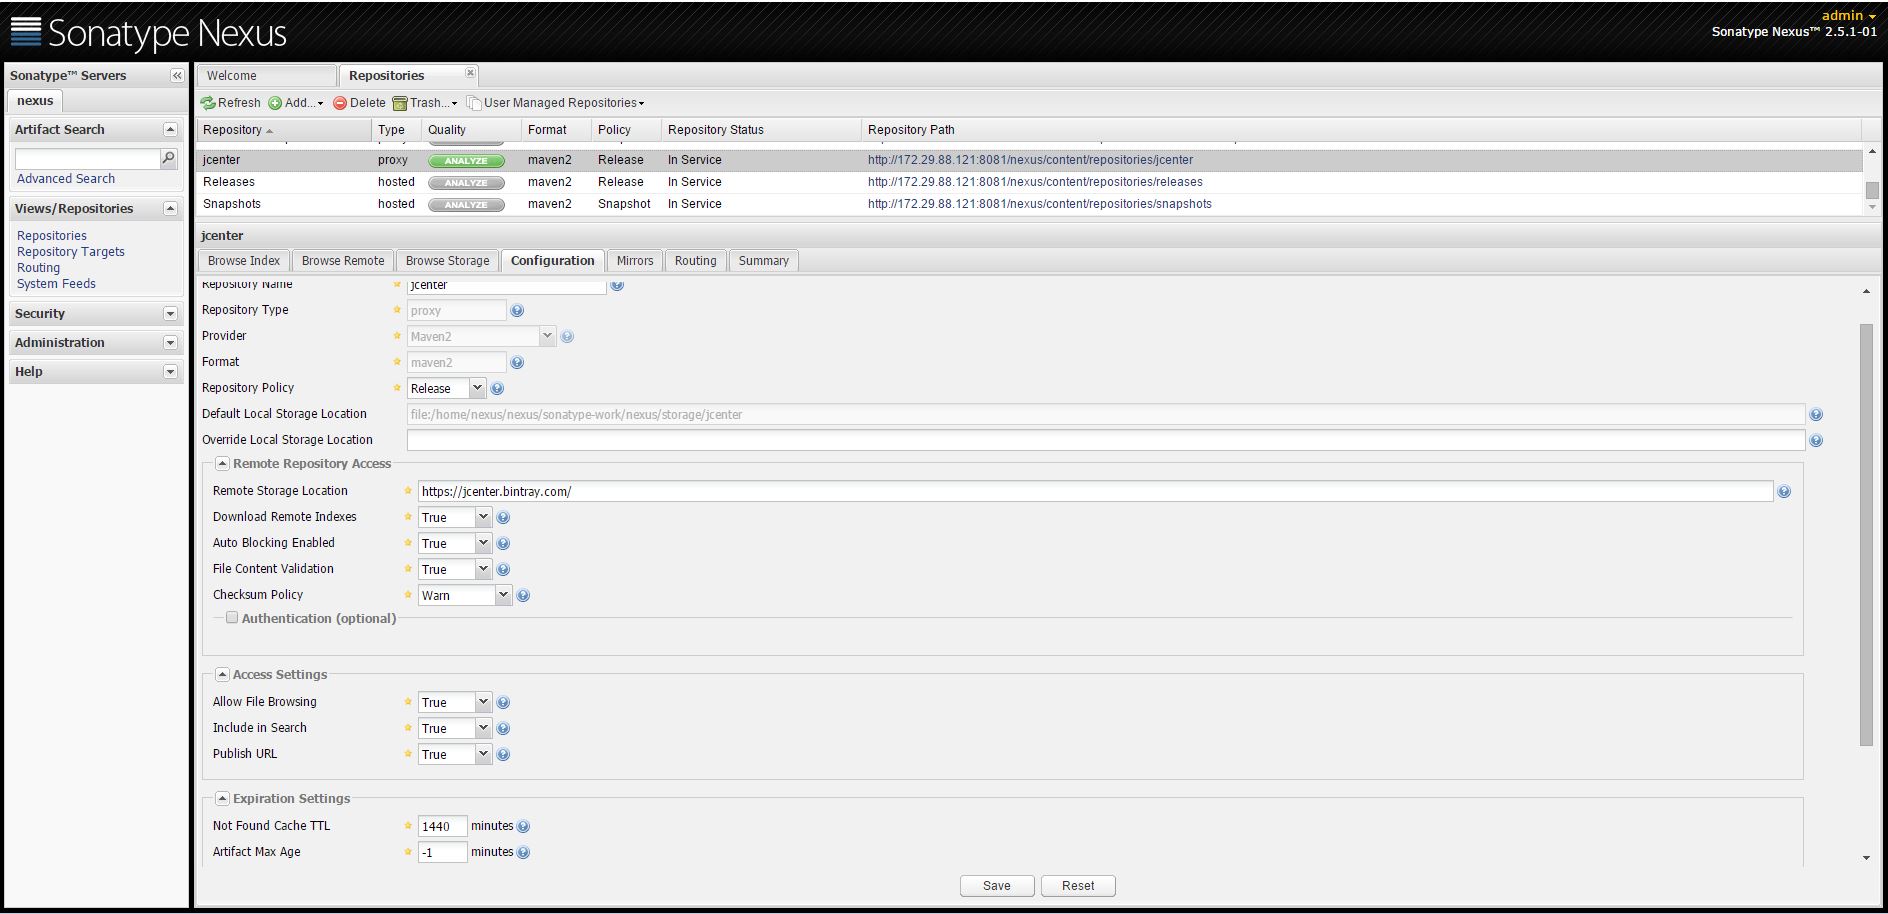 Sonatype Nexus
admin
Sonatype Nexus™ 2.5.1-01
Sonatype™ Servers
nexus
Artifact Search
Advanced Search
Views/Repositories
Repositories
Repository Targets
Routing
System Feeds
Security
Administration
Help
Welcome Repositories
Refresh Add... Delete Trash... User Managed Repositories
Repository Type Quality Format Policy Repository Status Repository Path
jcenter proxy ANALYZE maven2 Release In Service http://172.29.88.121:8081/nexus/content/repositories/jcenter
Releases hosted ANALYZE maven2 Release In Service http://172.29.88.121:8081/nexus/content/repositories/releases
Snapshots hosted ANALYZE maven2 Snapshot In Service http://172.29.88.121:8081/nexus/content/repositories/snapshots
jcenter
Browse Index Browse Remote Browse Storage Configuration Mirrors Routing Summary
Repository Name jcenter
Repository Type proxy
Provider Maven2
Format maven2
Repository Policy Release
Default Local Storage Location file:/home/nexus/nexus/sonatype-work/nexus/storage/jcenter
Override Local Storage Location
Remote Repository Access
Remote Storage Location https://jcenter.bintray.com/
Download Remote Indexes True
Auto Blocking Enabled True
File Content Validation True
Checksum Policy Warn
Authentication (optional)
Access Settings
Allow File Browsing True
Include in Search True
Publish URL True
Expiration Settings
Not Found Cache TTL 1440 minutes
Artifact Max Age -1 minutes
Save Reset